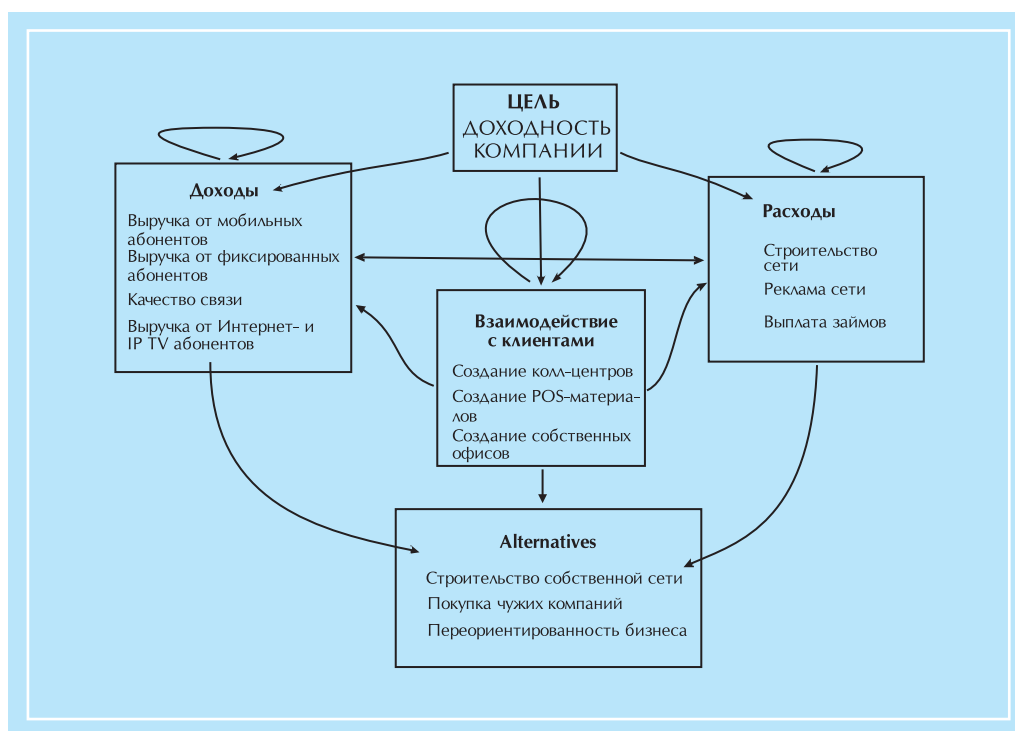 ЦЕЛЬ
ДОХОДНОСТЬ
КОМПАНИИ
Доходы
Выручка от мобильных
абонентов
Выручка от фиксированных
абонентов
Качество связи
Выручка от Интернет- и
IP TV абонентов
Расходы
Строительство
сети
Реклама сети
Выплата займов
Взаимодействие
с клиентами
Создание колл-центров
Создание POS-материа-
лов
Создание собственных
офисов
Alternatives
Строительство собственной сети
Покупка чужих компаний
Переориентированность бизнеса